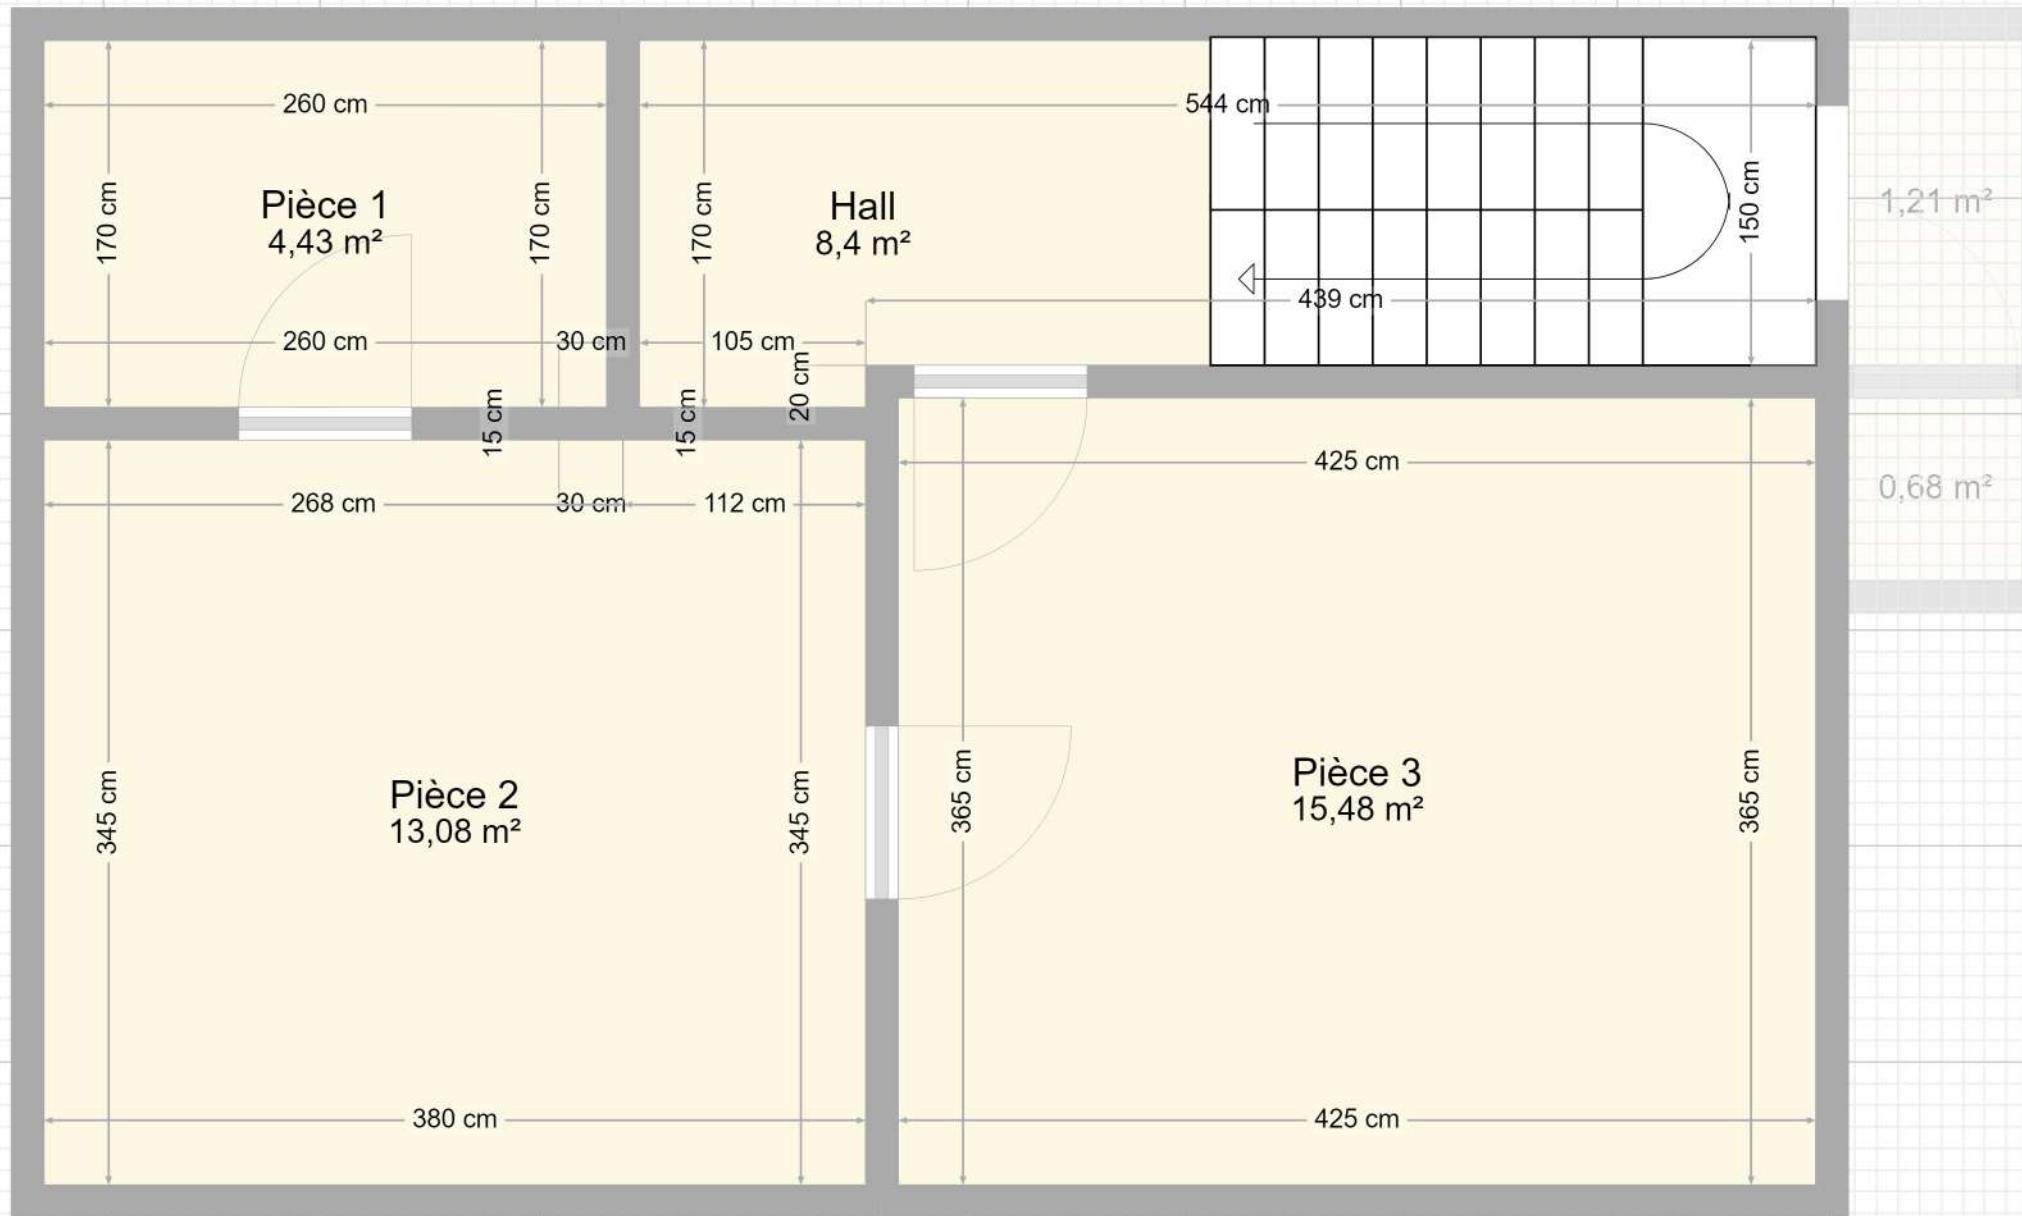 260 cm
544 cm
170 cm
170 cm
170 cm
150 cm
Pièce 1
4,43 m²
Hall
8,4 m²
1,21 m²
439 cm
260 cm
30 cm
105 cm
20 cm
15 cm
15 cm
425 cm
0,68 m²
268 cm
30 cm
112 cm
345 cm
Pièce 2
13,08 m²
345 cm
365 cm
Pièce 3
15,48 m²
365 cm
380 cm
425 cm